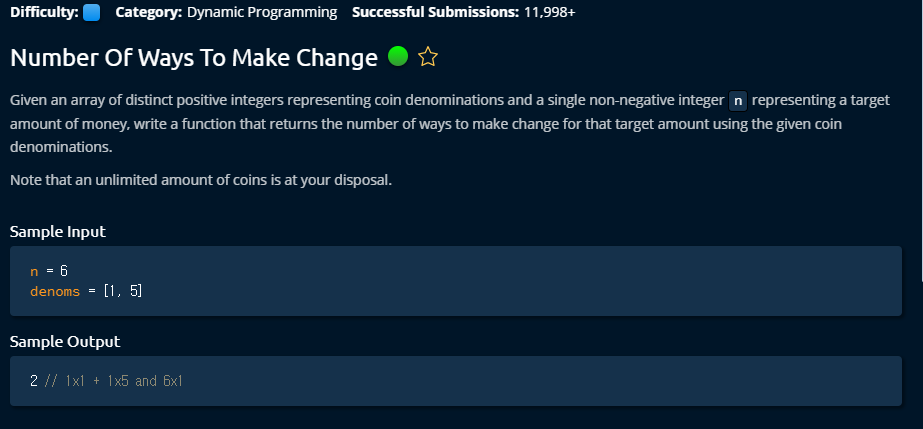 Difficulty: Category: Dynamic Programming Successful Submissions: 11,998+
Number Of Ways To Make Change
Given an array of distinct positive integers representing coin denominations and a single non-negative integer n representing a target
amount of money, write a function that returns the number of ways to make change for that target amount using the given coin
denominations.
Note that an unlimited amount of coins is at your disposal.
Sample Input
n = 6
denoms = [1, 5]
Sample Output
2 // 1x1 + 1x5 and 6x1